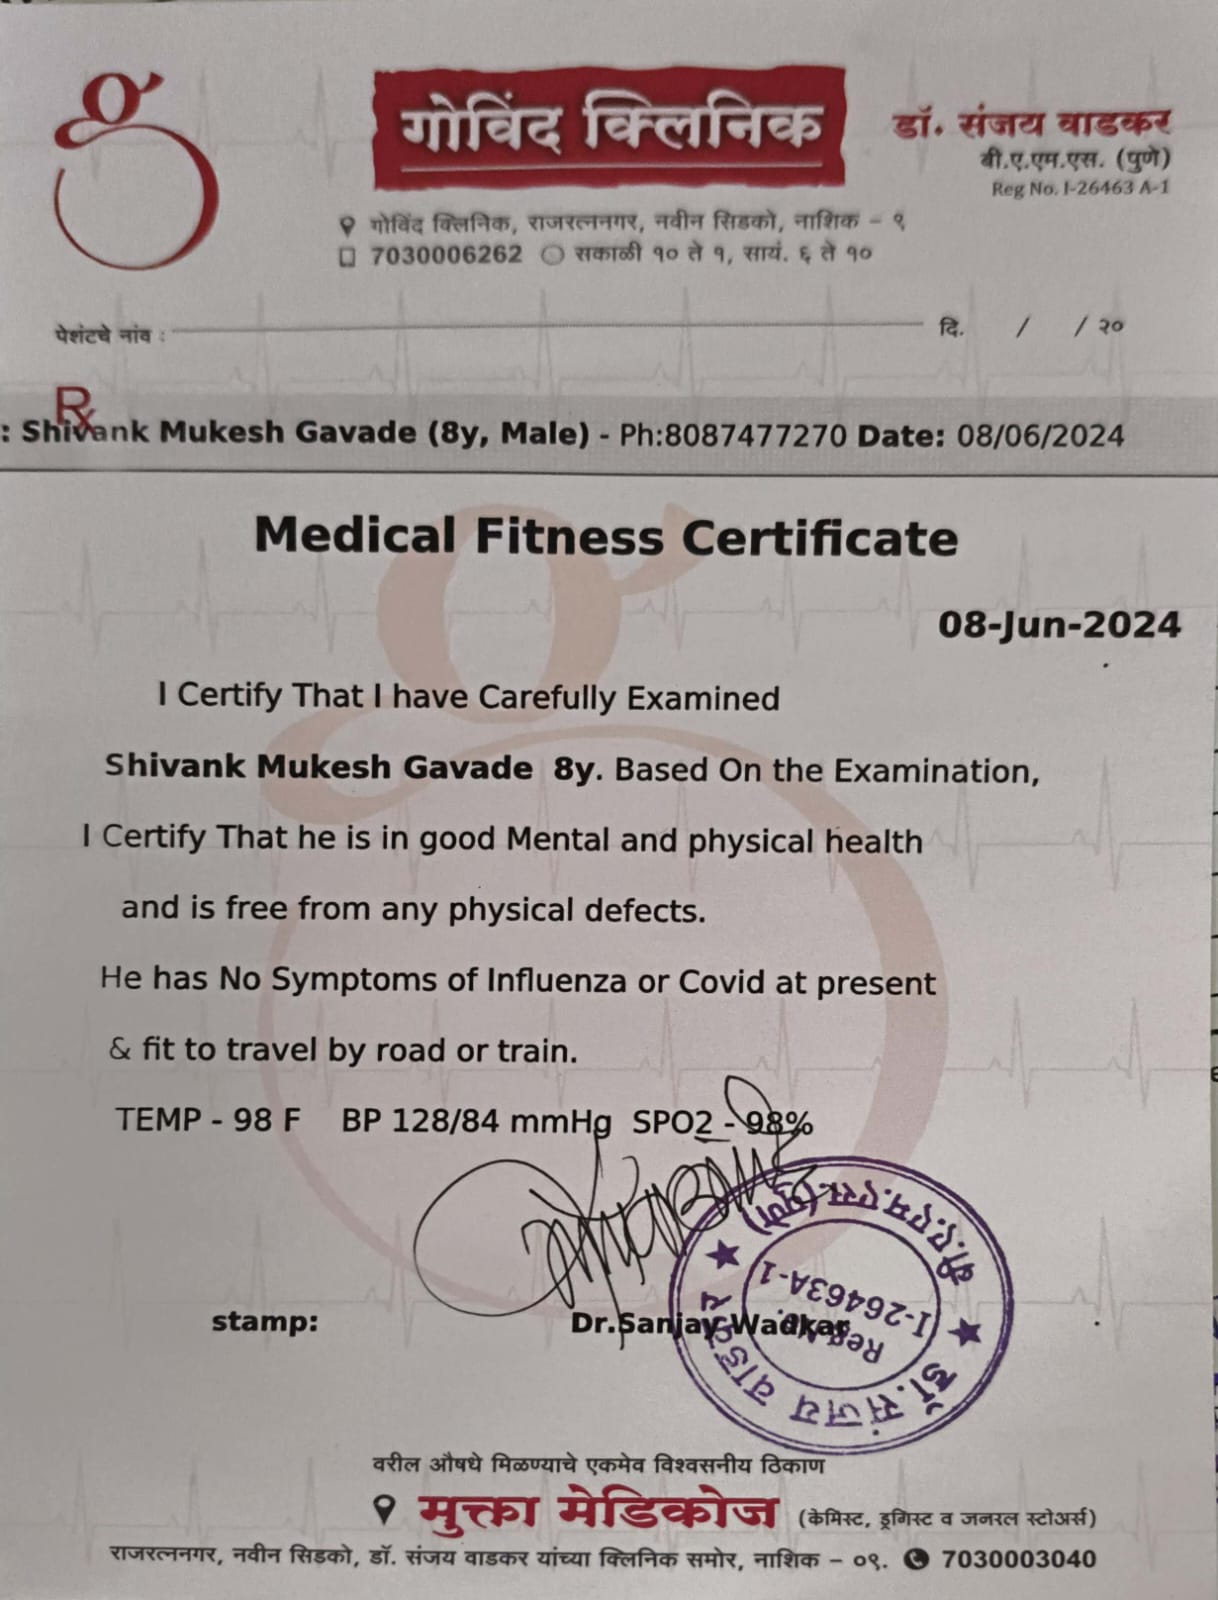 गोविंद क्लिनिक
डॉ. संजय वाडकर
बी.ए.एम.एस. (पुणे)
Reg No. I-26463 A-1
गोविंद क्लिनिक, राजरत्ननगर, नवीन सिडको, नाशिक - ९
7030006262 सकाळी १० ते १, सायं. ६ ते १०
पेशंटचे नांव : दि. / / २०
Rx
: Shivank Mukesh Gavade (8y, Male) - Ph:8087477270 Date: 08/06/2024
Medical Fitness Certificate
08-Jun-2024
I Certify That I have Carefully Examined
Shivank Mukesh Gavade 8y. Based On the Examination,
I Certify That he is in good Mental and physical health
and is free from any physical defects.
He has No Symptoms of Influenza or Covid at present
& fit to travel by road or train.
TEMP - 98 F BP 128/84 mmHg SPO2 - 98%
stamp: Dr.Sanjay Wadkar
डॉ. संजय वाडकर ★ बी.ए.एम.एस. (पुणे) ★
Reg No.
I-26463A-1
वरील औषधे मिळण्याचे एकमेव विश्वसनीय ठिकाण
मुक्ता मेडिकोज (केमिस्ट, ड्रगिस्ट व जनरल स्टोअर्स)
राजरत्ननगर, नवीन सिडको, डॉ. संजय वाडकर यांच्या क्लिनिक समोर, नाशिक - ०९. 7030003040